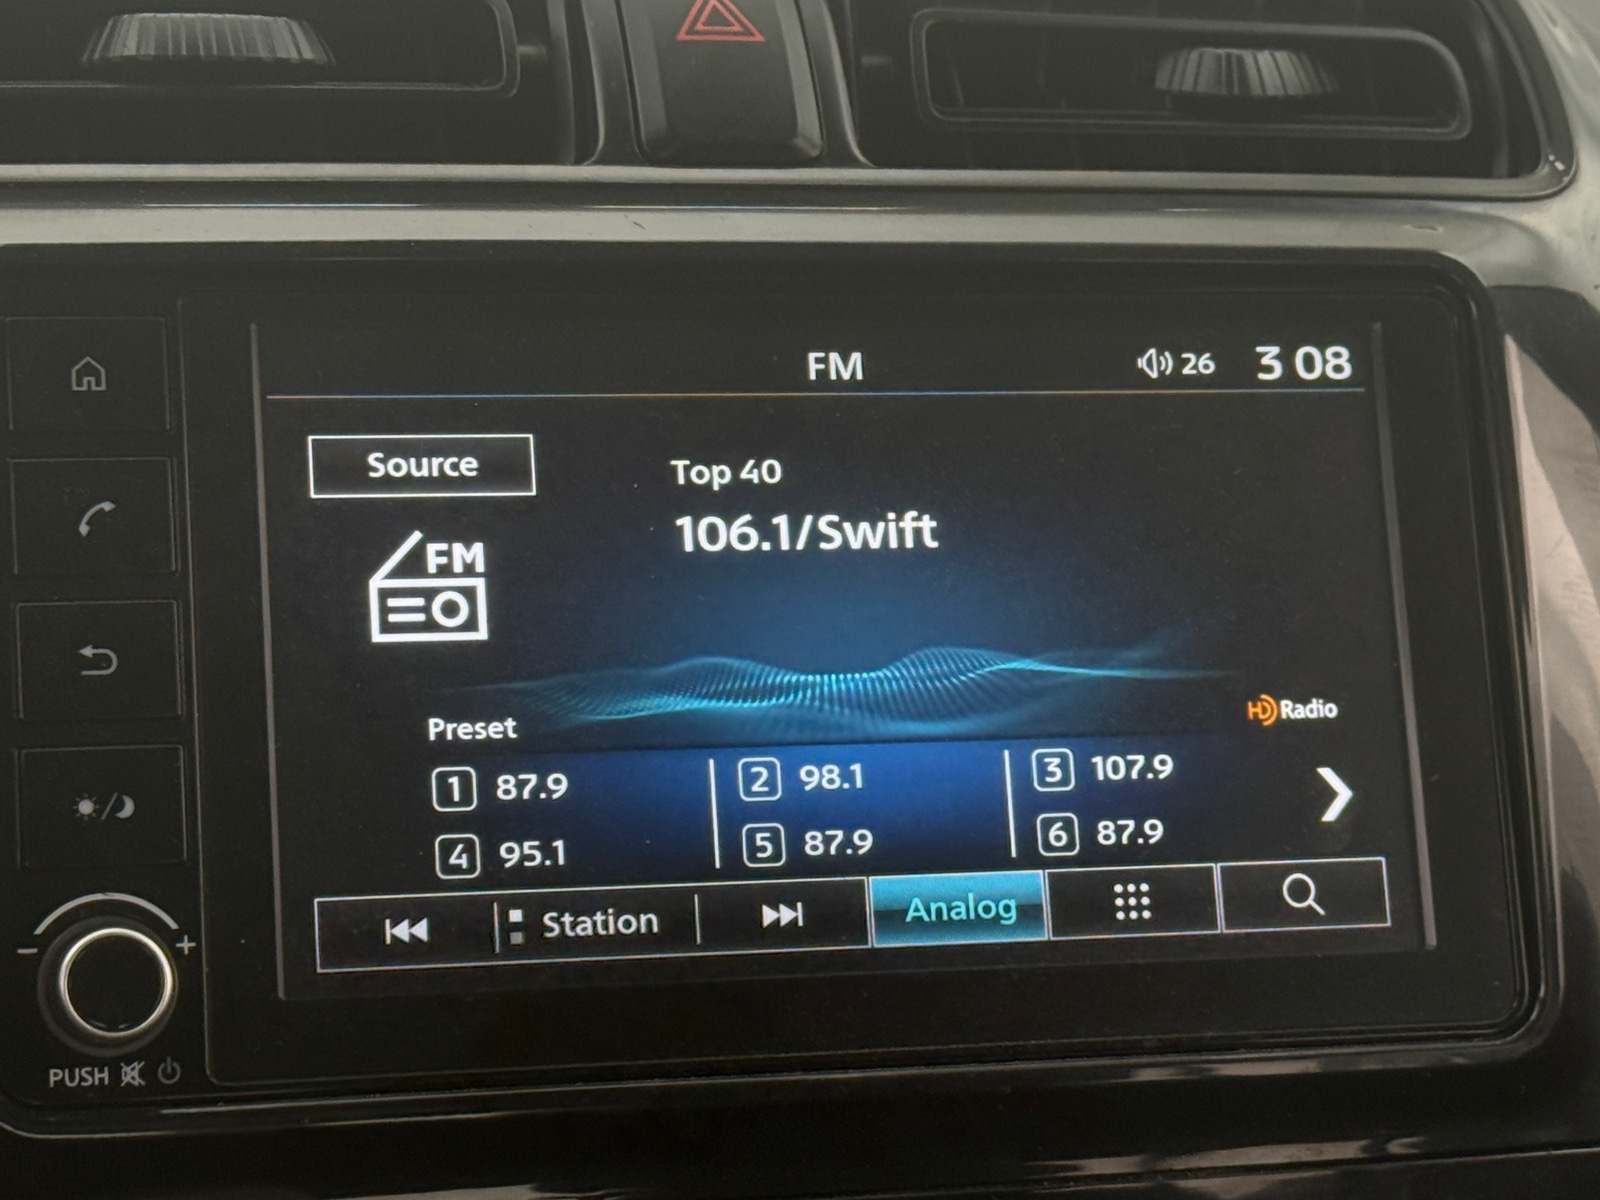 FM 26 3 08
Source
Top 40
106.1/Swift
FM
HD Radio
Preset
1 87.9 2 98.1 3 107.9
4 95.1 5 87.9 6 87.9
Station Analog
- +
PUSH